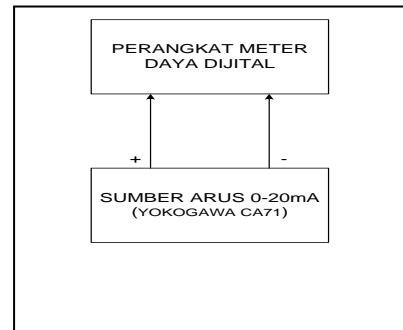 PERANGKAT METER
DAYA DIJITAL
+ -
SUMBER ARUS 0-20mA
(YOKOGAWA CA71)